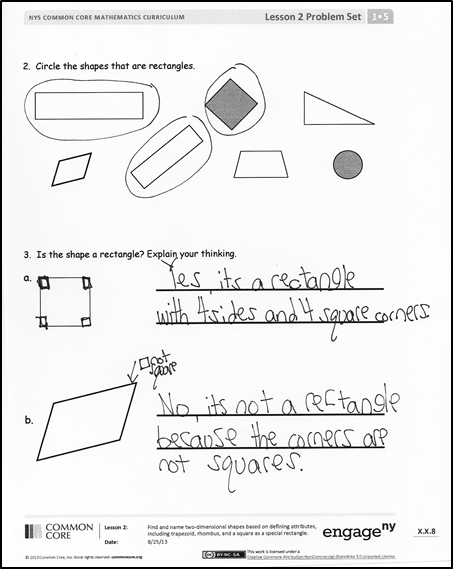 NYS COMMON CORE MATHEMATICS CURRICULUM Lesson 2 Problem Set 1•5
2. Circle the shapes that are rectangles.
3. Is the shape a rectangle? Explain your thinking.
a. Yes, its a rectangle
with 4 sides and 4 square corners
not
square
b. No, its not a rectangle
because the corners are
not squares.
COMMON
CORE
Lesson 2:
Date:
Find and name two-dimensional shapes based on defining attributes,
including trapezoid, rhombus, and a square as a special rectangle.
8/25/13
engageny
X.X.8
© 2013 Common Core, Inc. Some rights reserved. commoncore.org
BY-NC-SA
This work is licensed under a
Creative Commons Attribution-NonCommercial-ShareAlike 3.0 Unported License.